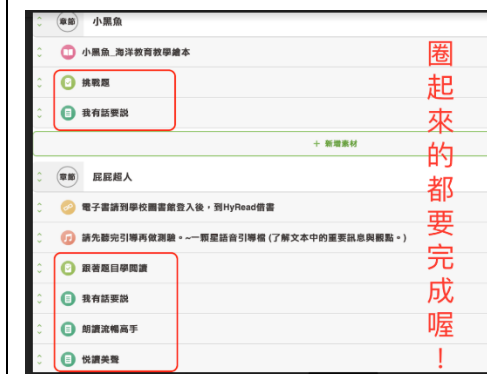 章節 小黑魚
小黑魚_海洋教育教學繪本
挑戰題
我有話要說
+ 新增素材
章節 屁屁超人
電子書請到學校圖書館登入後，到HyRead借書
請先聽完引導再做測驗。~一顆星語音引導檔 (了解文本中的重要訊息與觀點。)
跟著題目學閱讀
我有話要說
朗讀流暢高手
悦讀美聲
圈起來的都要完成喔！